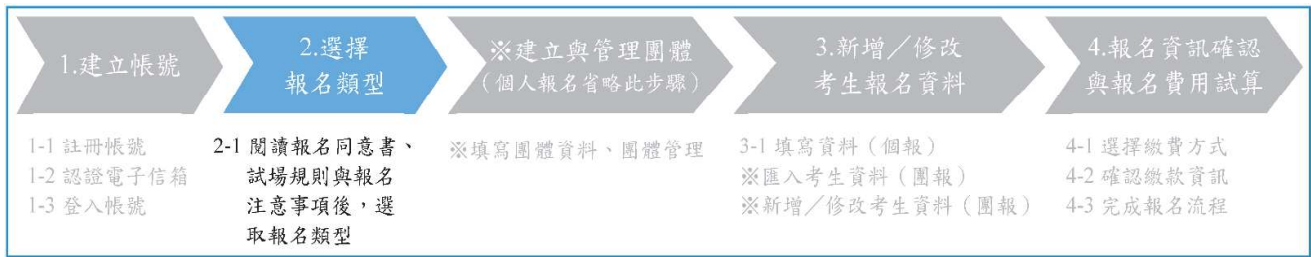 1.建立帳號
2.選擇
報名類型
※建立與管理團體
（個人報名省略此步驟）
3.新增／修改
考生報名資料
4.報名資訊確認
與報名費用試算
1-1 註冊帳號
1-2 認證電子信箱
1-3 登入帳號
2-1 閱讀報名同意書、
試場規則與報名
注意事項後，選
取報名類型
※填寫團體資料、團體管理
3-1 填寫資料（個報）
※匯入考生資料（團報）
※新增／修改考生資料（團報）
4-1 選擇繳費方式
4-2 確認繳款資訊
4-3 完成報名流程